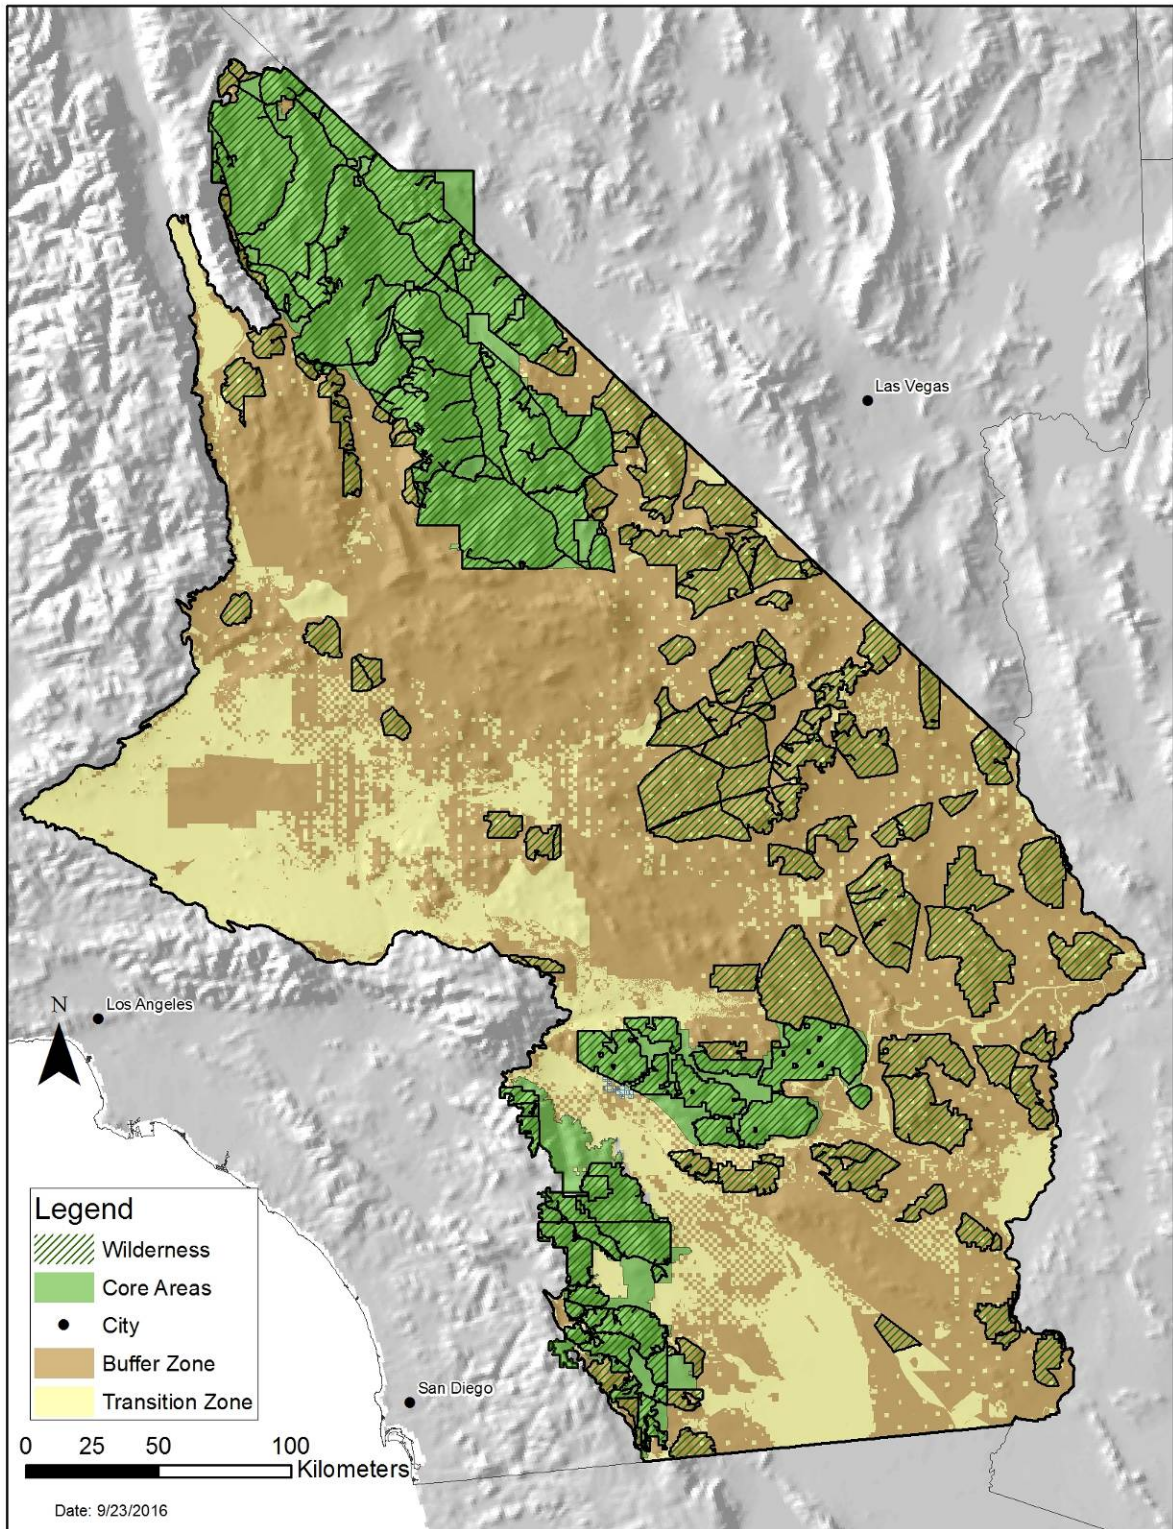 Las Vegas
N
Los Angeles
Legend
Wilderness
Core Areas
City
Buffer Zone
Transition Zone
San Diego
0 25 50 100
Kilometers
Date: 9/23/2016